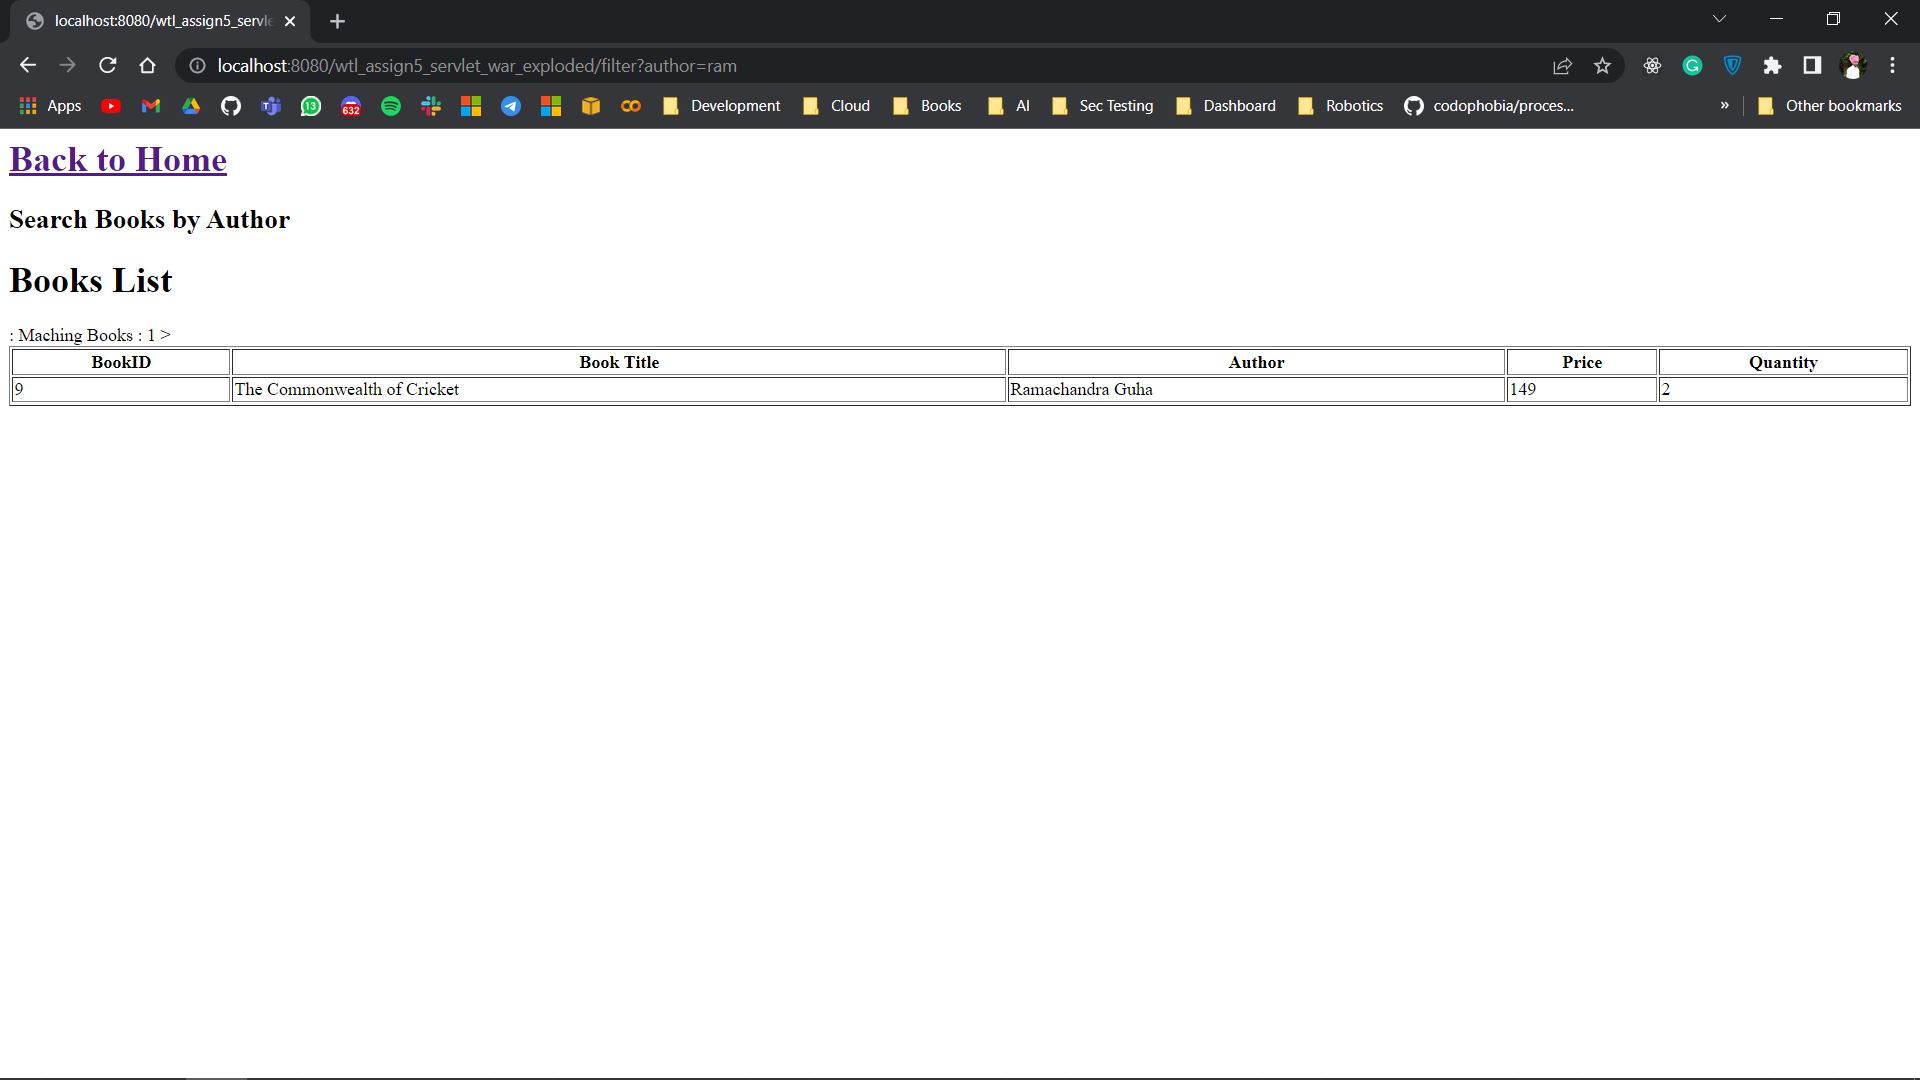 localhost:8080/wtl_assign5_servle
localhost:8080/wtl_assign5_servlet_war_exploded/filter?author=ram
Apps 13 632 Development Cloud Books AI Sec Testing Dashboard Robotics codophobia/proces... » Other bookmarks
Back to Home
Search Books by Author
Books List
: Maching Books : 1 >
BookID Book Title Author Price Quantity
9 The Commonwealth of Cricket Ramachandra Guha 149 2